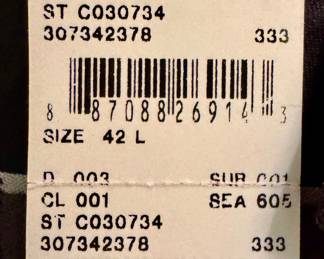 ST C030734
307342378 333
8 87088 26914 3
SIZE 42 L
D 003 SUB 001
CL 001 SEA 605
ST C030734
307342378 333